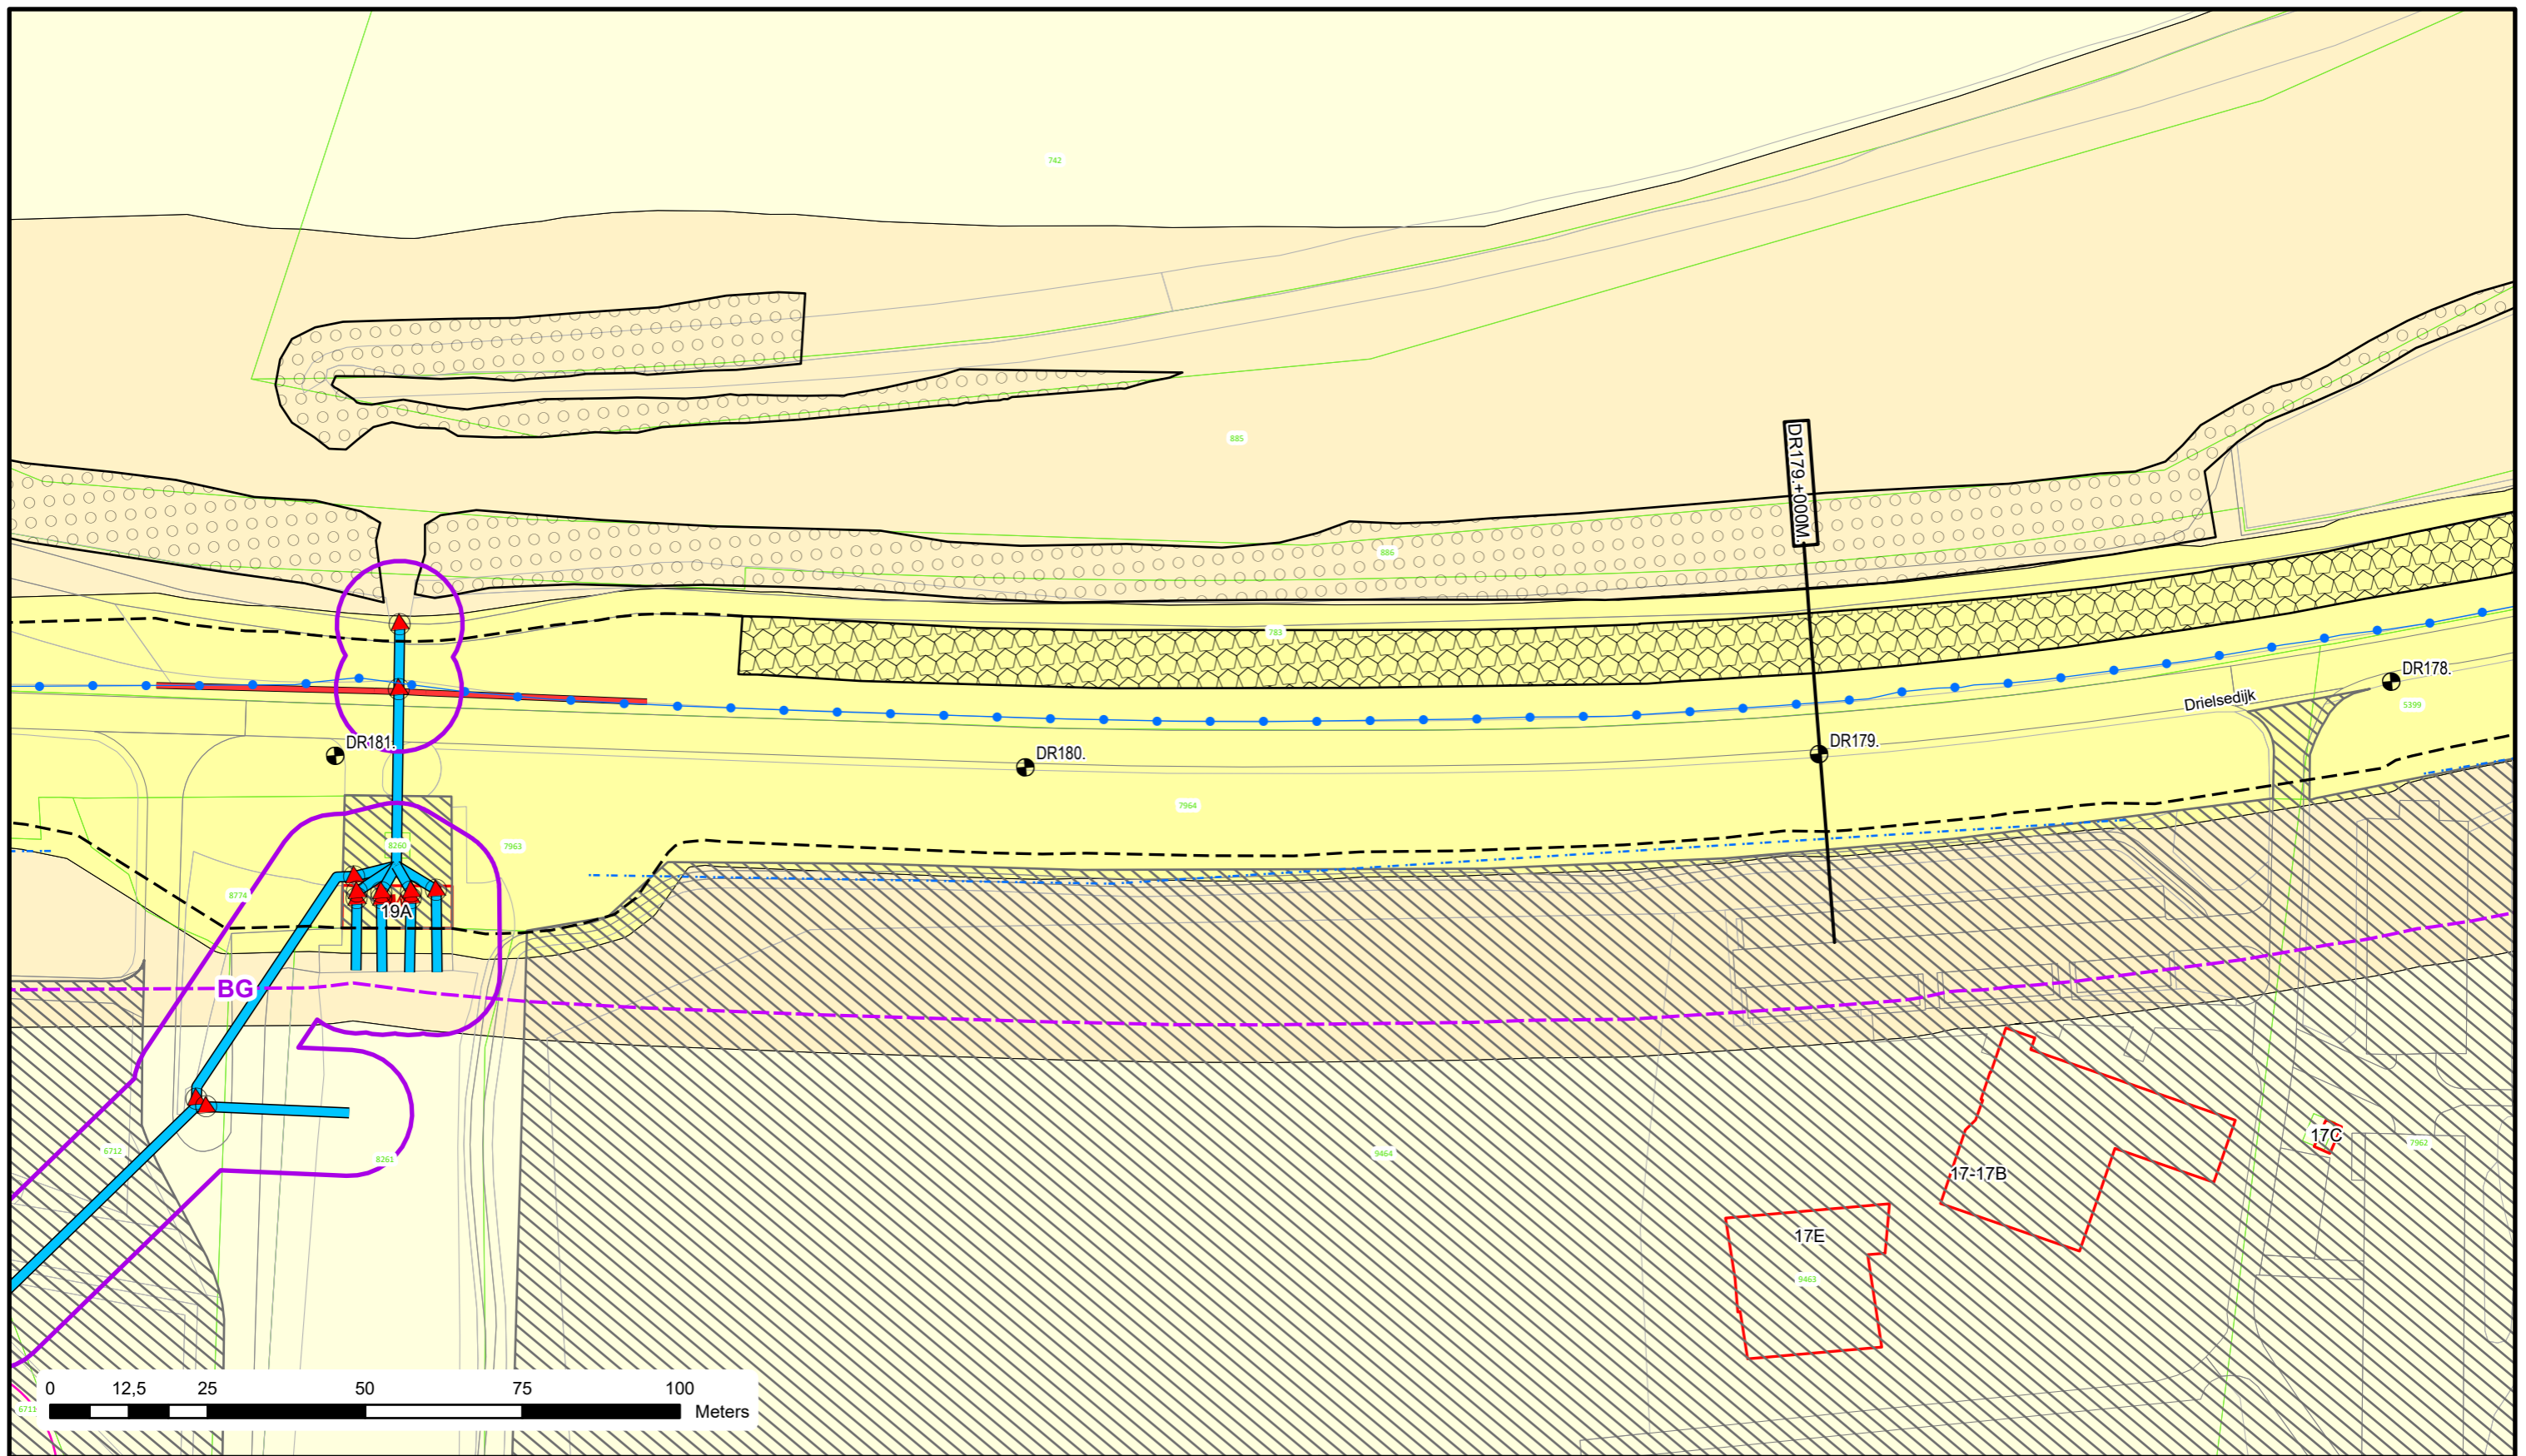 742
885
DR179.+000M.
886
783
DR178.
Drielsedijk
5399
DR181.
DR180.
DR179.
7964
8260
7963
8774
19A
BG
17C
7962
6712
8261
9464
17-17B
17E
9463
0 12,5 25 50 75 100
6711
Meters